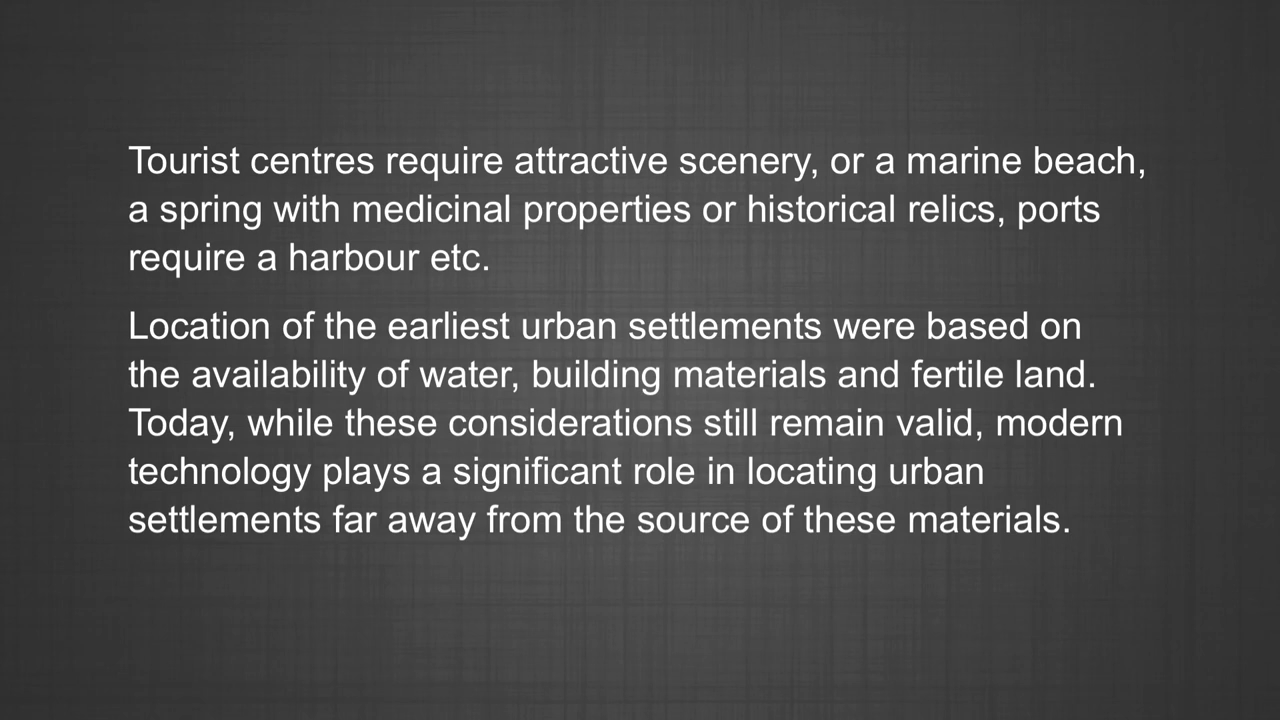 Tourist centres require attractive scenery, or a marine beach,
a spring with medicinal properties or historical relics, ports
require a harbour etc.
Location of the earliest urban settlements were based on
the availability of water, building materials and fertile land.
Today, while these considerations still remain valid, modern
technology plays a significant role in locating urban
settlements far away from the source of these materials.